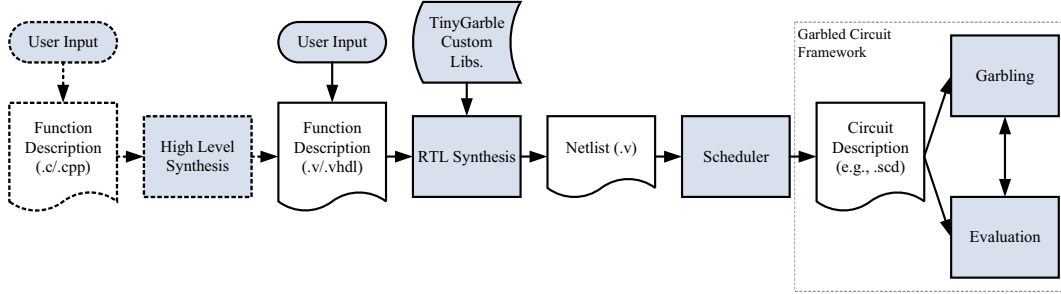 User Input
User Input
TinyGarble
Custom
Libs.
Garbled Circuit
Framework
Function
Description
(.c/.cpp)
High Level
Synthesis
Function
Description
(.v/.vhdl)
RTL Synthesis
Netlist (.v)
Scheduler
Circuit
Description
(e.g., .scd)
Garbling
Evaluation